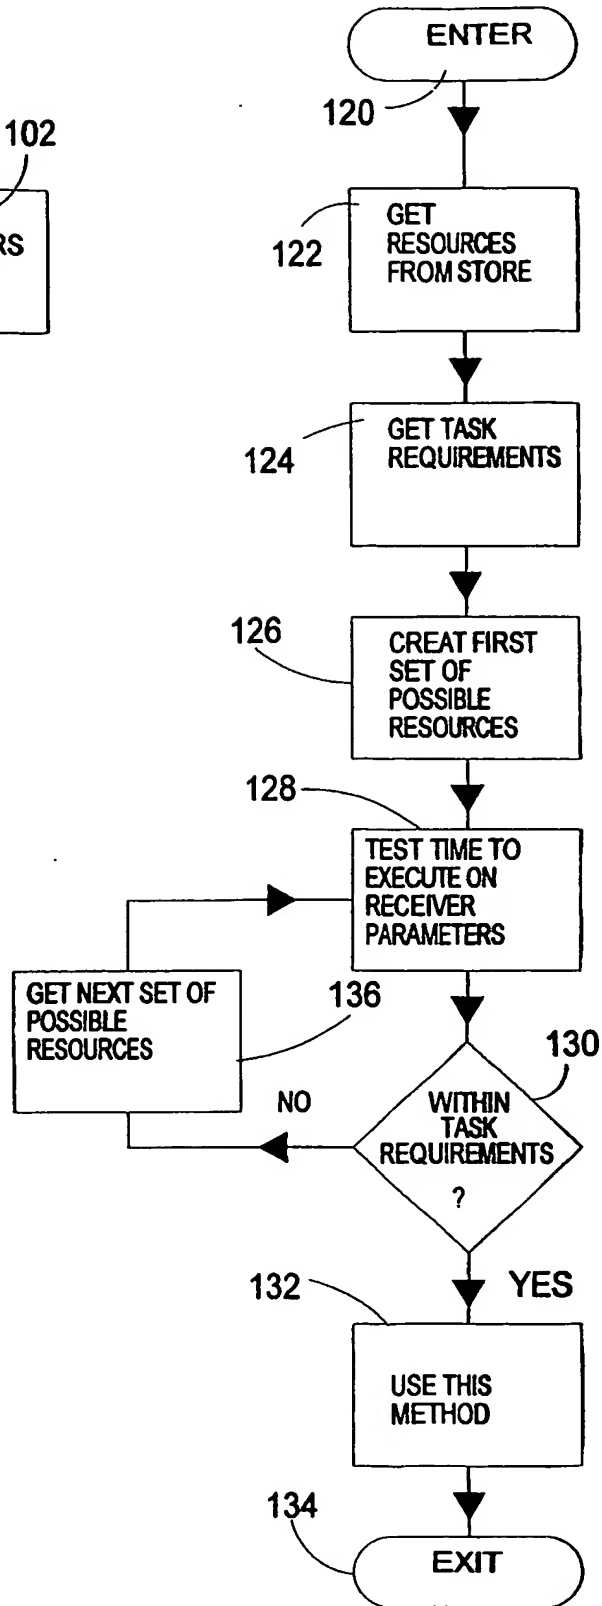 ENTER
120
102
RS
GET
RESOURCES
FROM STORE
122
GET TASK
REQUIREMENTS
124
126
CREAT FIRST
SET OF
POSSIBLE
RESOURCES
128
TEST TIME TO
EXECUTE ON
RECEIVER
PARAMETERS
GET NEXT SET OF
POSSIBLE
RESOURCES
136
130
NO
WITHIN
TASK
REQUIREMENTS
?
132
YES
USE THIS
METHOD
134
EXIT